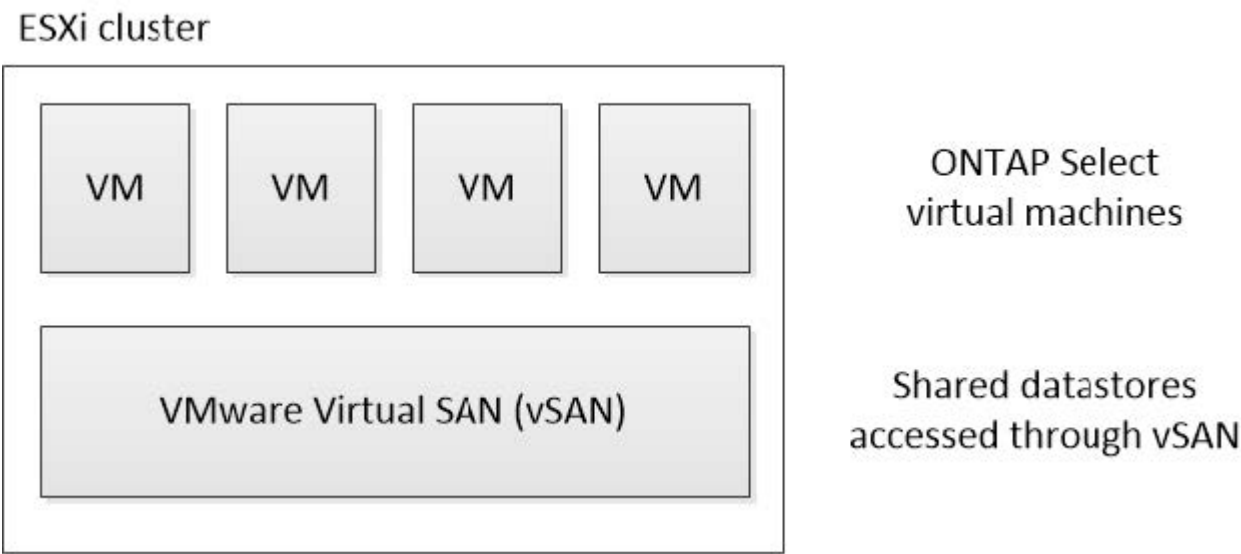 ESXi cluster
VM VM VM VM
ONTAP Select
virtual machines
VMware Virtual SAN (vSAN)
Shared datastores
accessed through vSAN